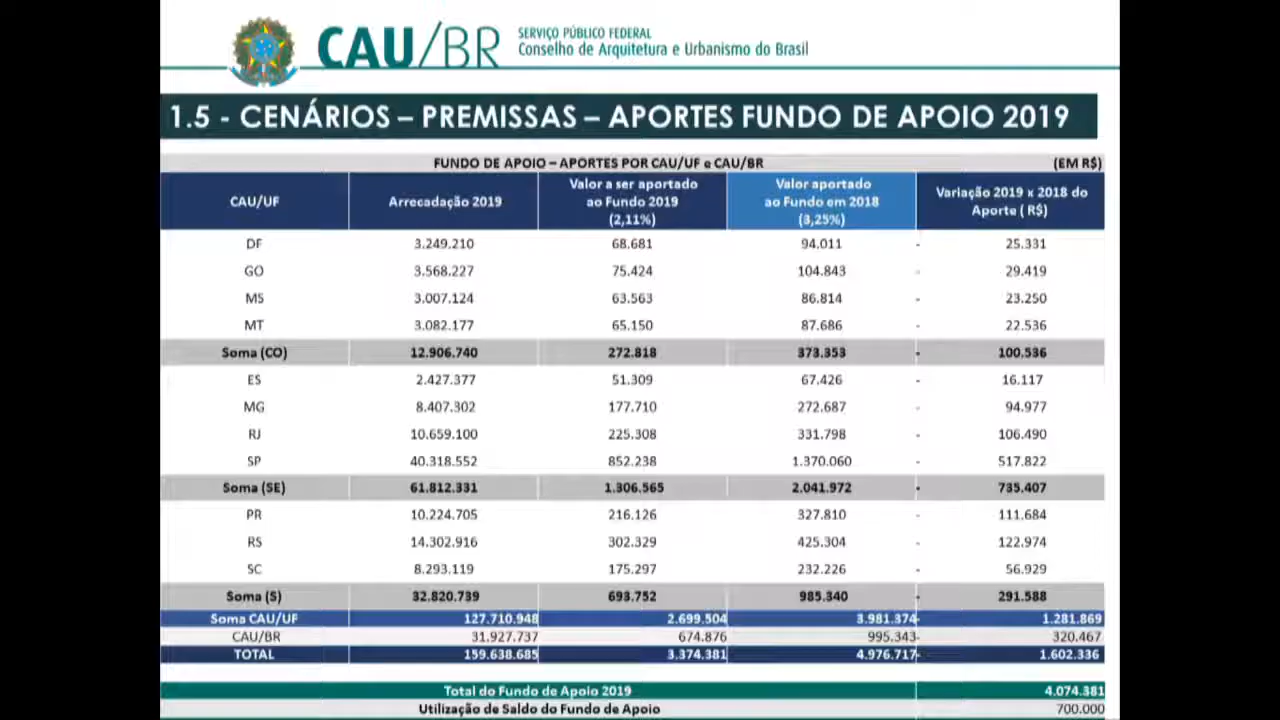 CAU/BR
SERVIÇO PÚBLICO FEDERAL
Conselho de Arquitetura e Urbanismo do Brasil
1.5 - CENÁRIOS – PREMISSAS – APORTES FUNDO DE APOIO 2019
FUNDO DE APOIO – APORTES POR CAU/UF e CAU/BR (EM R$)
CAU/UF
Arrecadação 2019
Valor a ser aportado
ao Fundo 2019
(2,11%)
Valor aportado
ao Fundo em 2018
(3,25%)
Variação 2019 x 2018 do
Aporte ( R$)
DF 3.249.210 68.681 94.011 - 25.331
GO 3.568.227 75.424 104.843 - 29.419
MS 3.007.124 63.563 86.814 - 23.250
MT 3.082.177 65.150 87.686 - 22.536
Soma (CO) 12.906.740 272.818 373.353 - 100.536
ES 2.427.377 51.309 67.426 - 16.117
MG 8.407.302 177.710 272.687 - 94.977
RJ 10.659.100 225.308 331.798 - 106.490
SP 40.318.552 852.238 1.370.060 - 517.822
Soma (SE) 61.812.331 1.306.565 2.041.972 - 735.407
PR 10.224.705 216.126 327.810 - 111.684
RS 14.302.916 302.329 425.304 - 122.974
SC 8.293.119 175.297 232.226 - 56.929
Soma (S) 32.820.739 693.752 985.340 - 291.588
Soma CAU/UF 127.710.948 2.699.504 3.981.374 - 1.281.869
CAU/BR 31.927.737 674.876 995.343 - 320.467
TOTAL 159.638.685 3.374.381 4.976.717 - 1.602.336
Total do Fundo de Apoio 2019 4.074.381
Utilização de Saldo do Fundo de Apoio 700.000